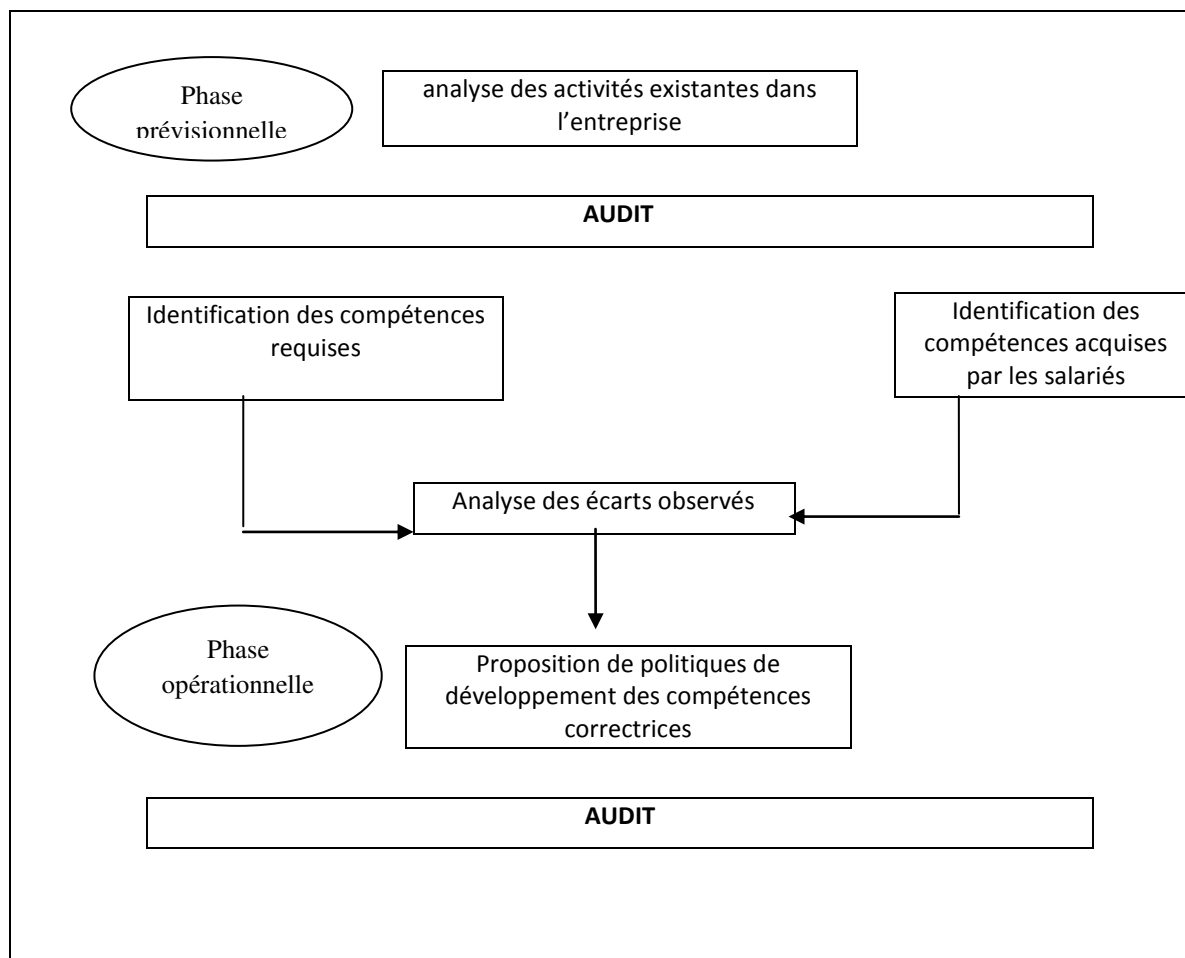 Phase
prévisionnelle
analyse des activités existantes dans
l’entreprise
AUDIT
Identification des compétences
requises
Identification des
compétences acquises
par les salariés
Analyse des écarts observés
Phase
opérationnelle
Proposition de politiques de
développement des compétences
correctrices
AUDIT